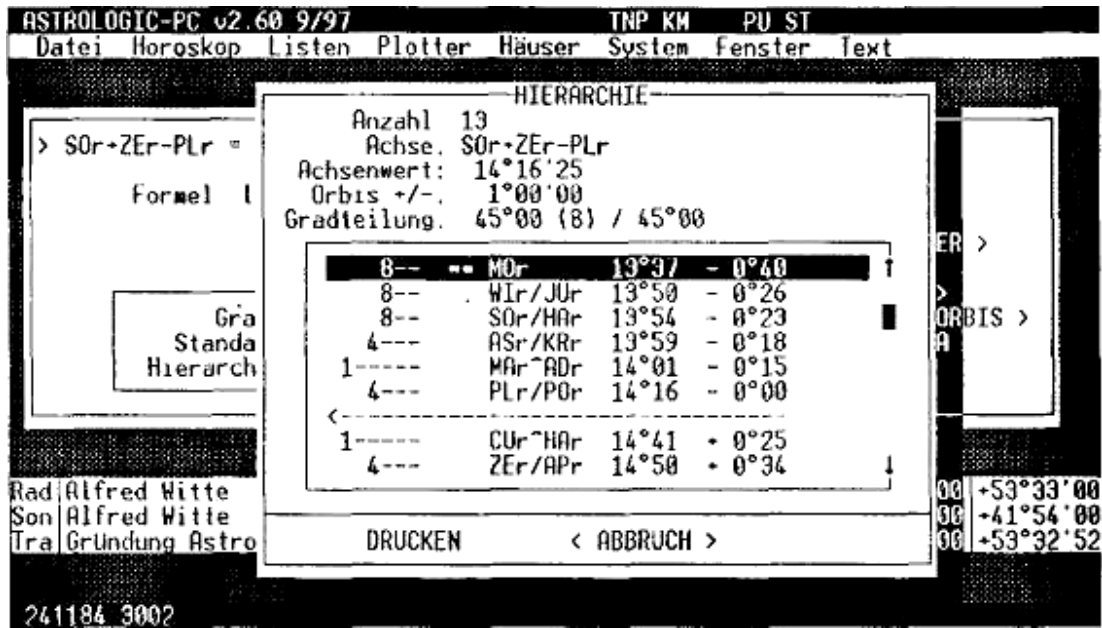 ASTROLOGIC-PC v2.60 9/97 TNP KM PU ST
Datei Horoskop Listen Plotter Häuser System Fenster Text
HIERARCHIE
Anzahl 13
> SOr+ZEr-PLr = Achse. SOr+ZEr-PLr
Achsenwert: 14°16'25
Formel Orbis +/-. 1°00'00
Gradteilung. 45°00 (8) / 45°00
ER >
8-- == MOr 13°37 - 0°40 ↑
8-- . WIr/JUr 13°50 - 0°26 >
Gra 8-- SOr/HAr 13°54 - 0°23 ORBIS >
Standa 4--- ASr/KRr 13°59 - 0°18 A
Hierarch 1----- MAr^ADr 14°01 - 0°15
4--- PLr/POr 14°16 - 0°00
<--------------------------------
1----- CUr^HAr 14°41 + 0°25
4--- ZEr/APr 14°50 + 0°34 ↓
Rad Alfred Witte 00 +53°33'00
Son Alfred Witte 00 +41°54'00
Tra Gründung Astro 00 +53°32'52
DRUCKEN < ABBRUCH >
241184 3002